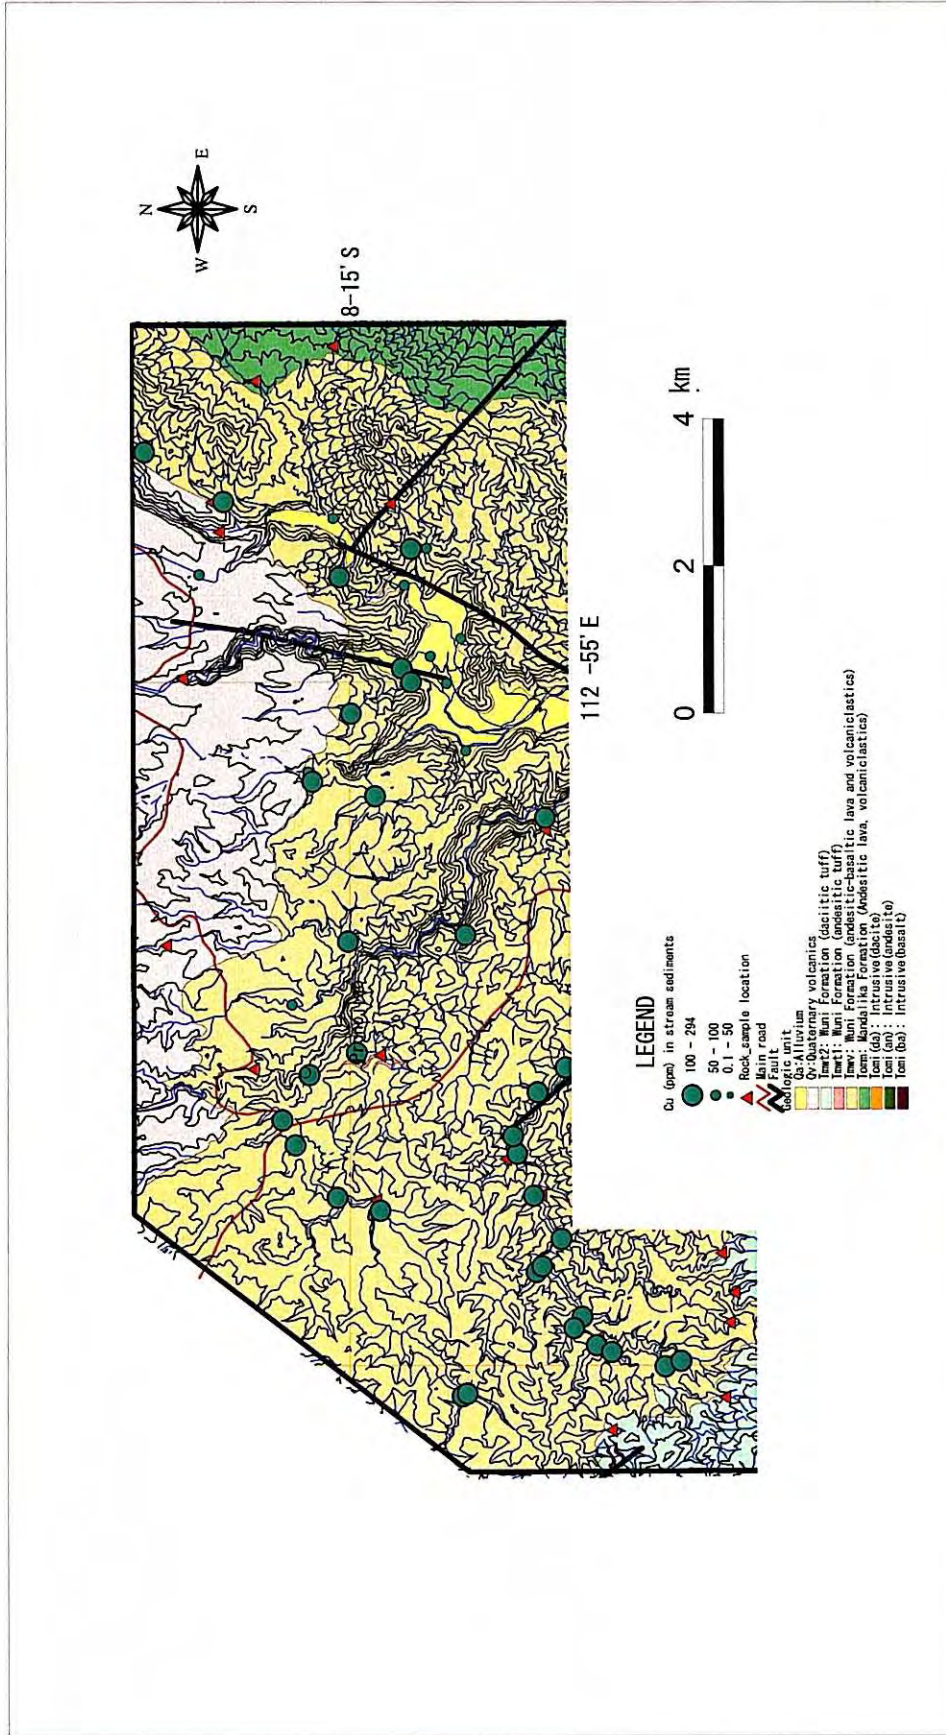 N
W
E
S
8-15' S
112 -55' E
0
2
4 km
LEGEND
Cu (ppm) in stream sediments
100 - 294
50 - 100
0.1 - 50
Rock_sample location
Main road
Fault
Geologic Unit
Qa:Alluvium
Qv:Quaternary volcanics
Tmwt2: Wuni Formation (daciitic tuff)
Tmwt1: Wuni Formation (andesitic tuff)
Tmwv: Wuni Formation (andesitic-basaltic lava and volcaniclastics)
Tomm: Mandalika Formation (Andesitic lava, volcaniclastics)
Tomi(da): Intrusive(dacite)
Tomi(an): Intrusive(andesite)
Tomi(ba): Intrusive(basalt)